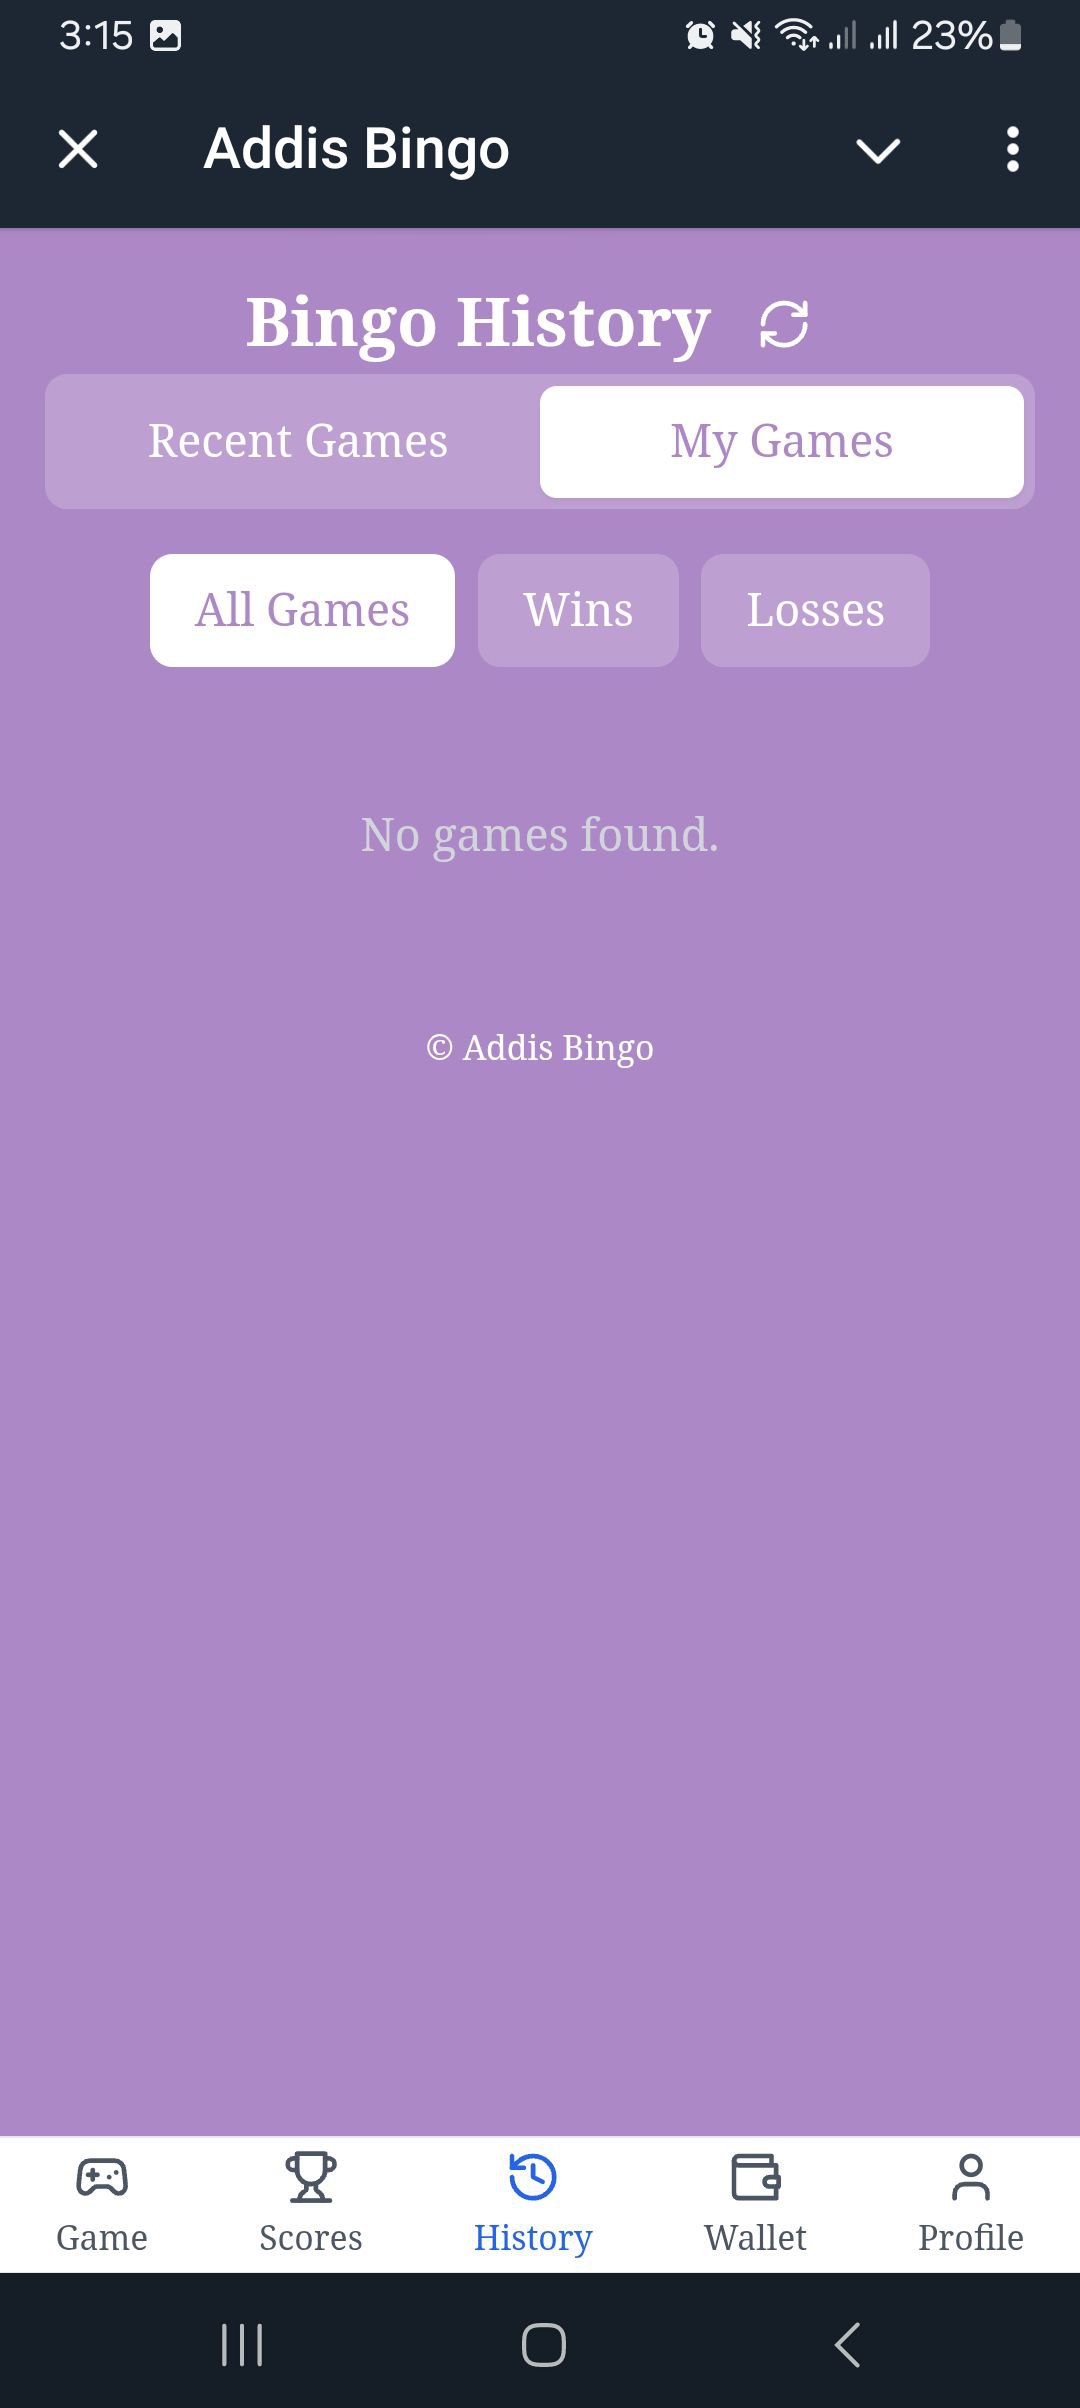 3:15 23%
Addis Bingo
Bingo History
Recent Games My Games
All Games Wins Losses
No games found.
© Addis Bingo
Game Scores History Wallet Profile